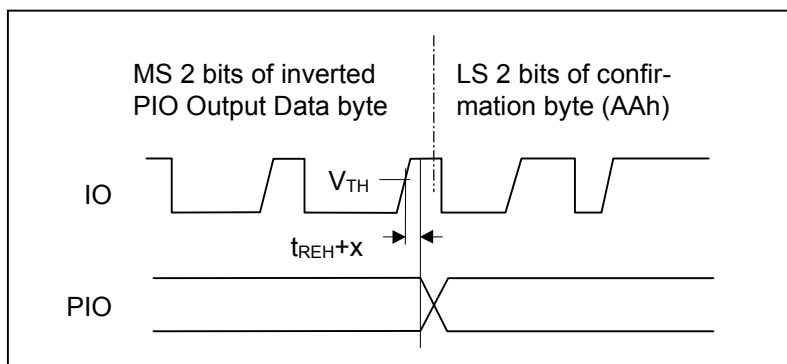 MS 2 bits of inverted
PIO Output Data byte
LS 2 bits of confir-
mation byte (AAh)
IO
VTH
tREH+x
PIO